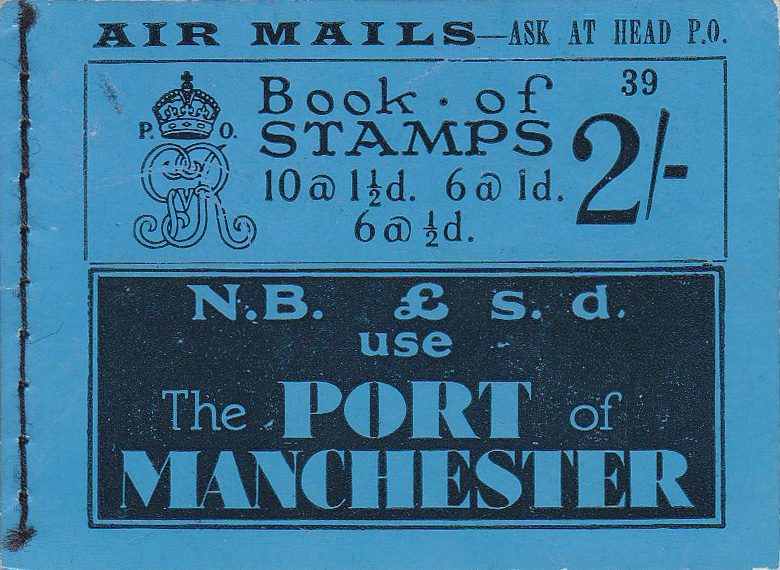 AIR MAILS—ASK AT HEAD P.O.
39
P. O.
Book · of
STAMPS
2/-
10@1½d. 6@1d.
6@½d.
N.B. £ s. d.
use
The PORT of
MANCHESTER